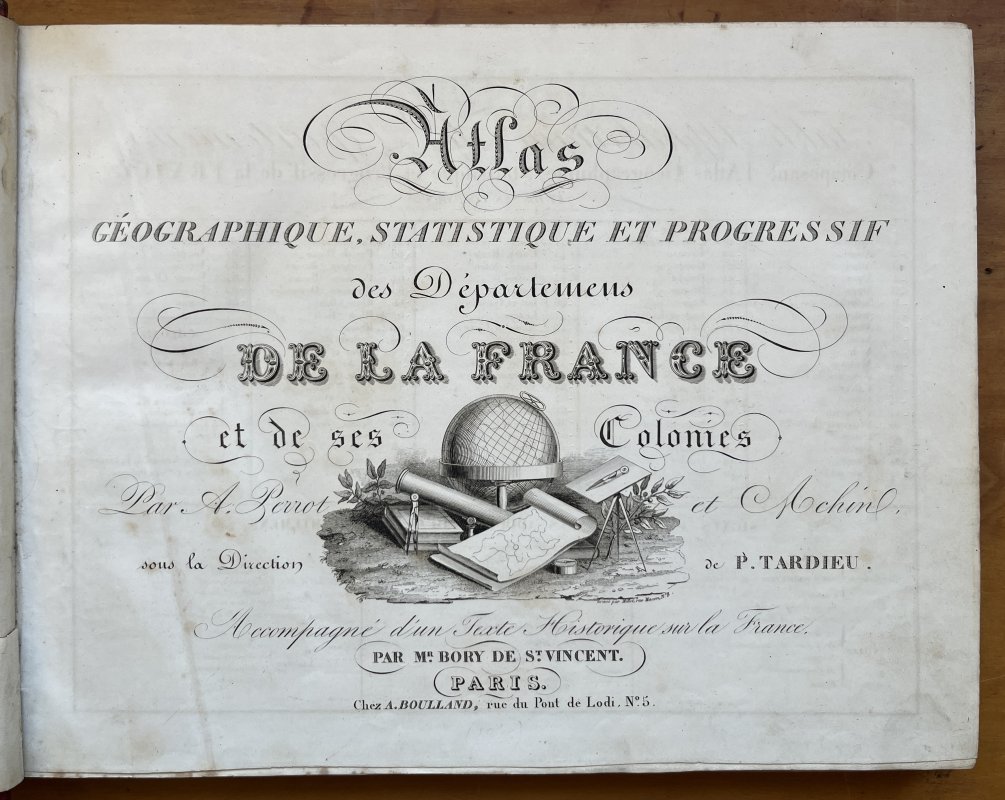 Atlas
GÉOGRAPHIQUE, STATISTIQUE ET PROGRESSIF
des Départemens
DE LA FRANCE
et de ses Colonies
Par A. Perrot et Achin,
sous la Direction de P. TARDIEU.
Accompagné d'un Texte Historique sur la France,
PAR MR. BORY DE ST. VINCENT.
PARIS.
Chez A. BOULLAND, rue du Pont de Lodi, No. 5.